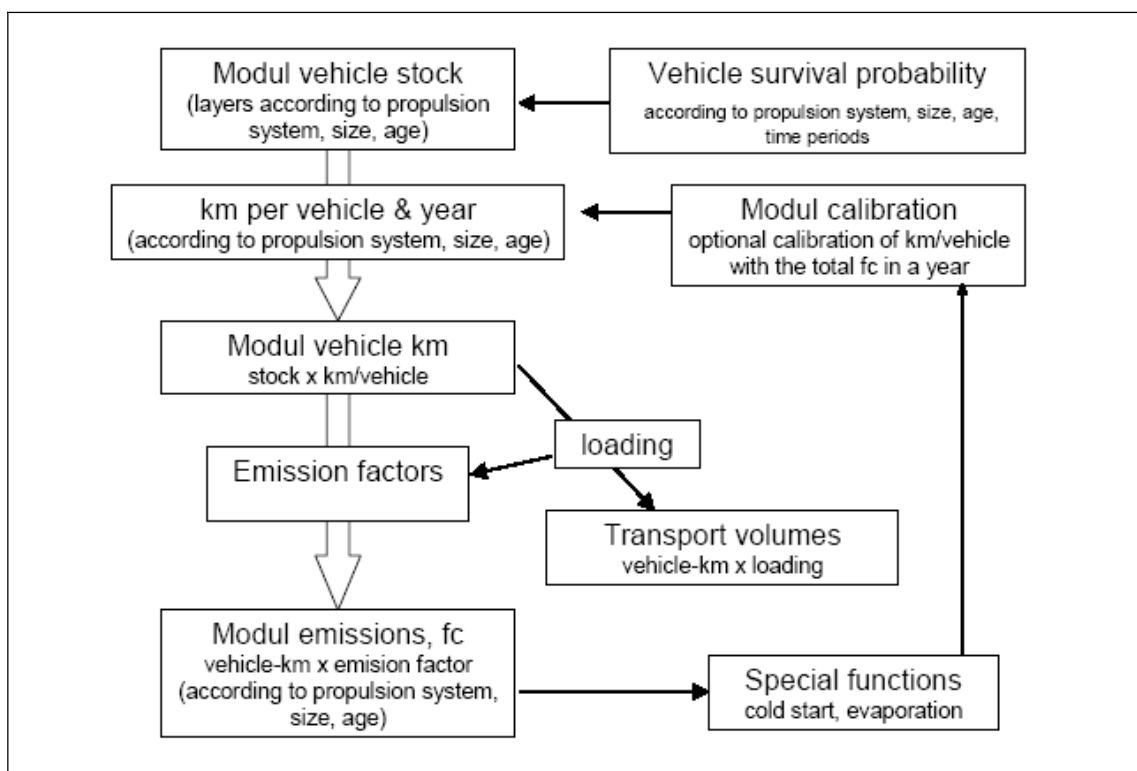 Modul vehicle stock
(layers according to propulsion
system, size, age)
Vehicle survival probability
according to propulsion system, size, age,
time periods
km per vehicle & year
(according to propulsion system, size, age)
Modul calibration
optional calibration of km/vehicle
with the total fc in a year
Modul vehicle km
stock x km/vehicle
loading
Emission factors
Transport volumes
vehicle-km x loading
Modul emissions, fc
vehicle-km x emision factor
(according to propulsion system,
size, age)
Special functions
cold start, evaporation